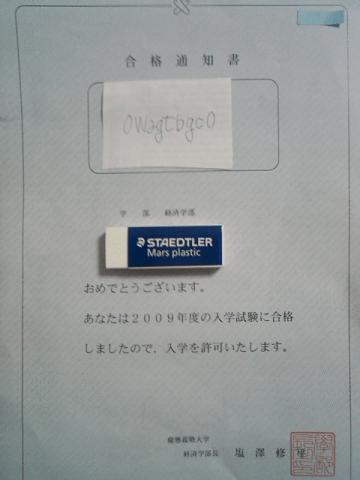 合格通知書
OWagtbgc0
学部 経済学部
STAEDTLER
Mars plastic
おめでとうございます。
あなたは2009年度の入学試験に合格
しましたので、入学を許可いたします。
慶應義塾大学
経済学部長 塩澤修平